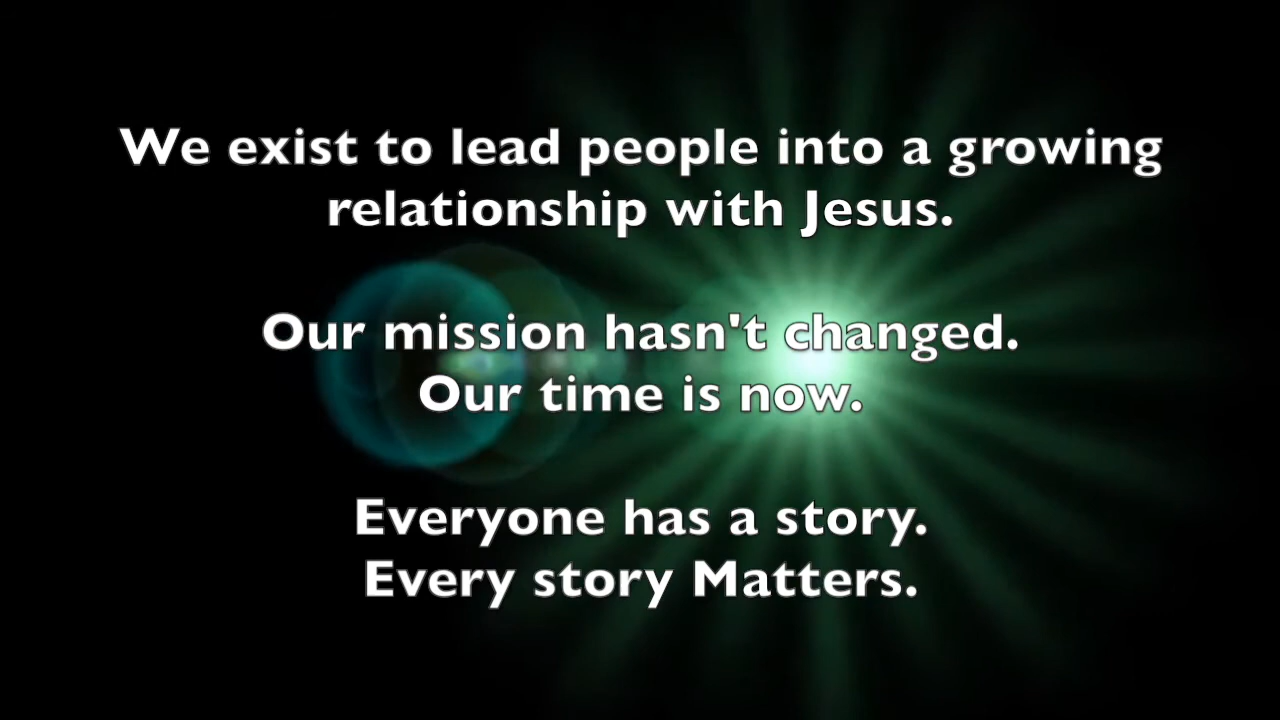 We exist to lead people into a growing
relationship with Jesus.
Our mission hasn't changed.
Our time is now.
Everyone has a story.
Every story Matters.